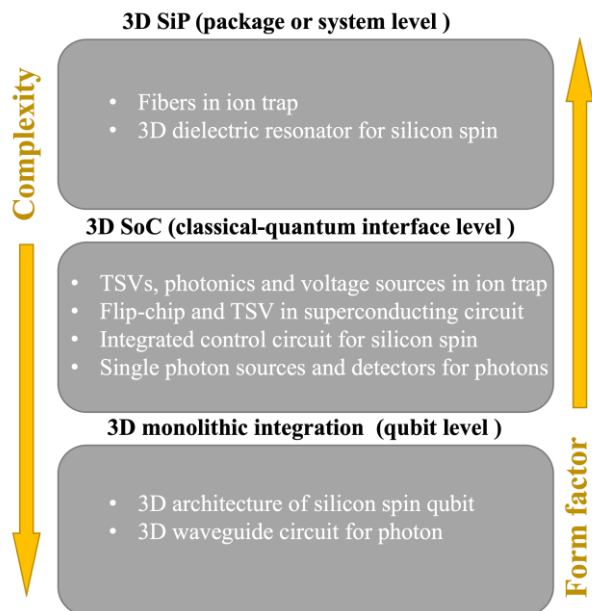 3D SiP (package or system level )
Complexity
• Fibers in ion trap
• 3D dielectric resonator for silicon spin
3D SoC (classical-quantum interface level )
• TSVs, photonics and voltage sources in ion trap
• Flip-chip and TSV in superconducting circuit
• Integrated control circuit for silicon spin
• Single photon sources and detectors for photons
3D monolithic integration (qubit level )
• 3D architecture of silicon spin qubit
• 3D waveguide circuit for photon
Form factor